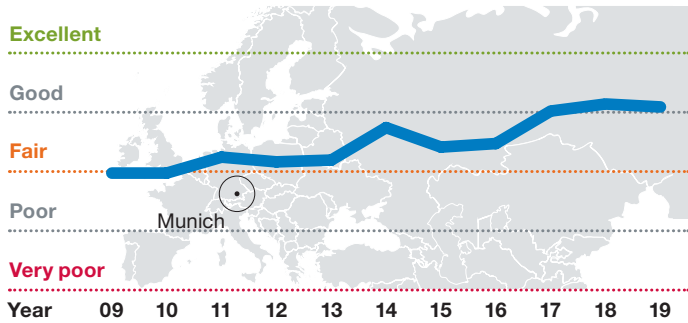 Excellent
Good
Fair
Poor
Munich
Very poor
Year 09 10 11 12 13 14 15 16 17 18 19